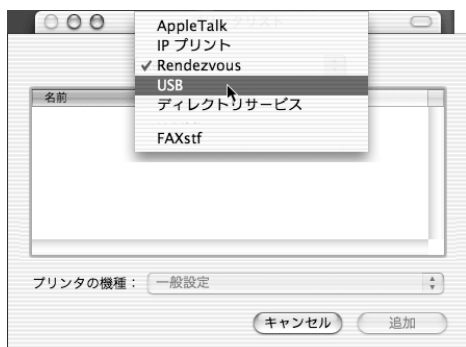 AppleTalk
IP プリント
✓ Rendezvous
USB
ディレクトリサービス
FAXstf
名前
プリンタの機種：
一般設定
キャンセル
追加